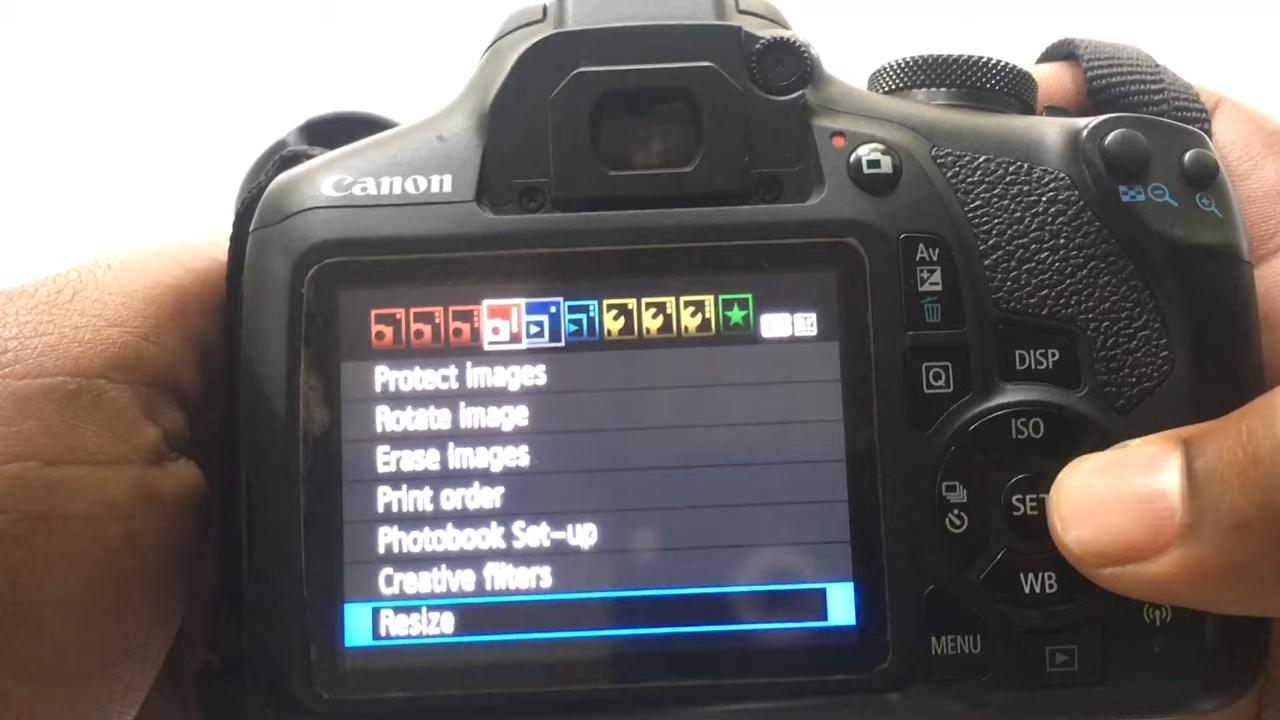 Canon
Av
Q
DISP
ISO
SET
WB
MENU
Protect images
Rotate image
Erase images
Print order
Photobook Set-up
Creative filters
Resize